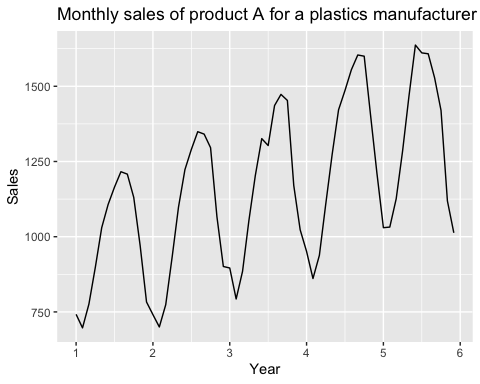 Monthly sales of product A for a plastics manufacturer
1500
1250
1000
750
Sales
1 2 3 4 5 6
Year